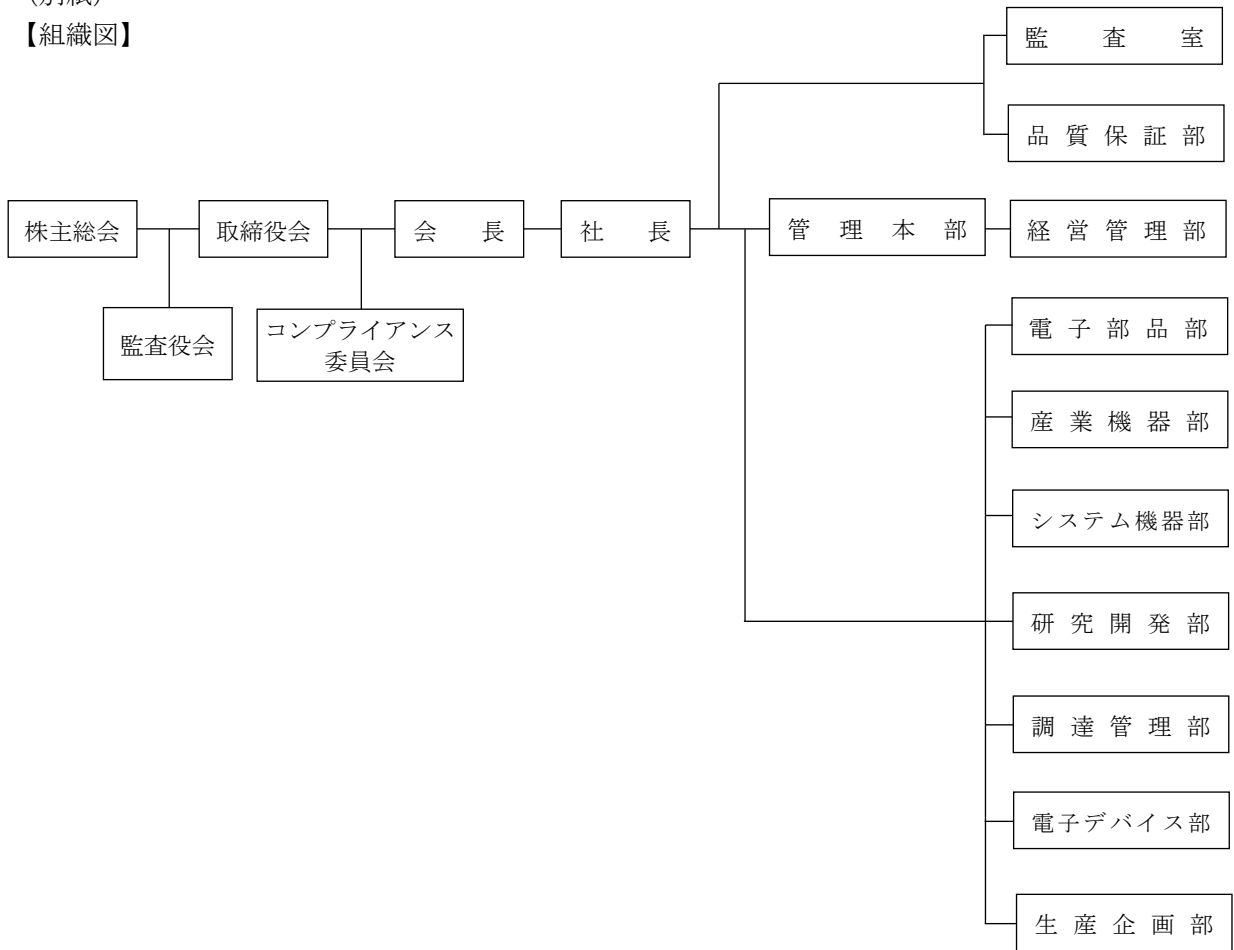 (別紙)
【組織図】
監査室
品質保証部
株主総会
取締役会
会長
社長
管理本部
経営管理部
監査役会
コンプライアンス
委員会
電子部品部
産業機器部
システム機器部
研究開発部
調達管理部
電子デバイス部
生産企画部